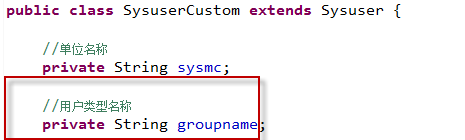 public class SysuserCustom extends Sysuser {
//单位名称
private String sysmc;
//用户类型名称
private String groupname;